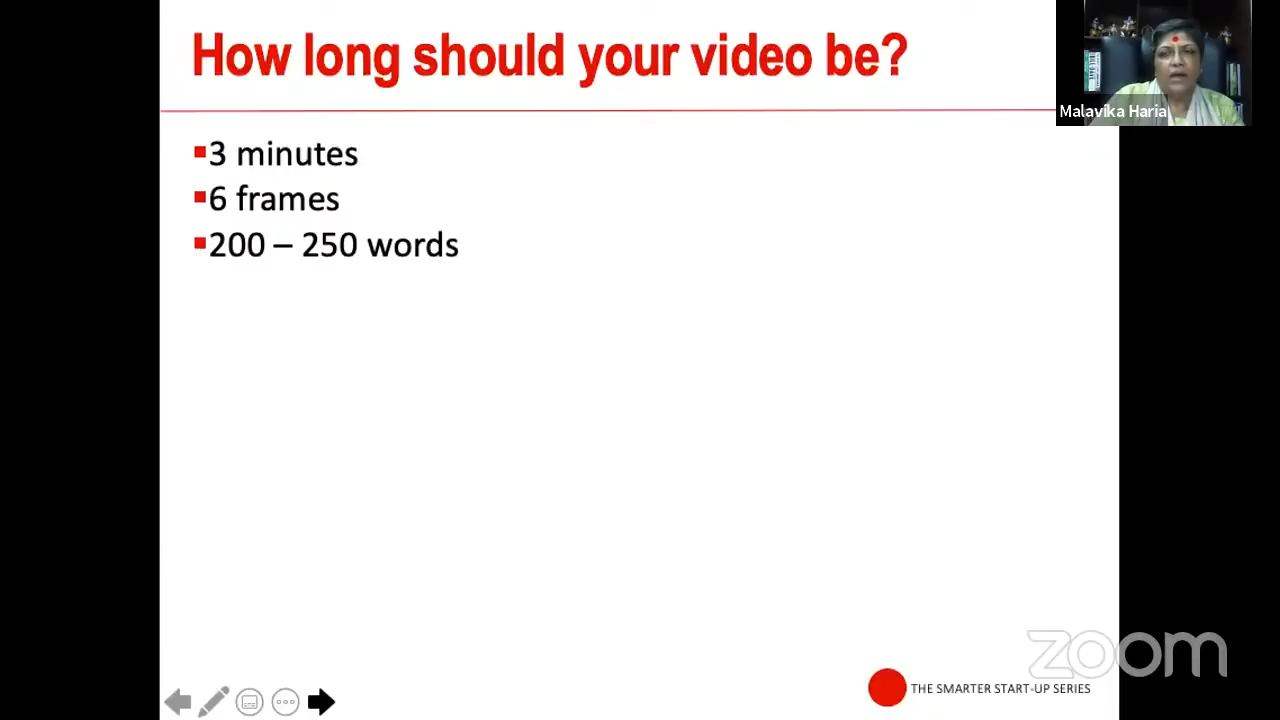 How long should your video be?
Malavika Haria
▪3 minutes
▪6 frames
▪200 – 250 words
zoom
THE SMARTER START-UP SERIES